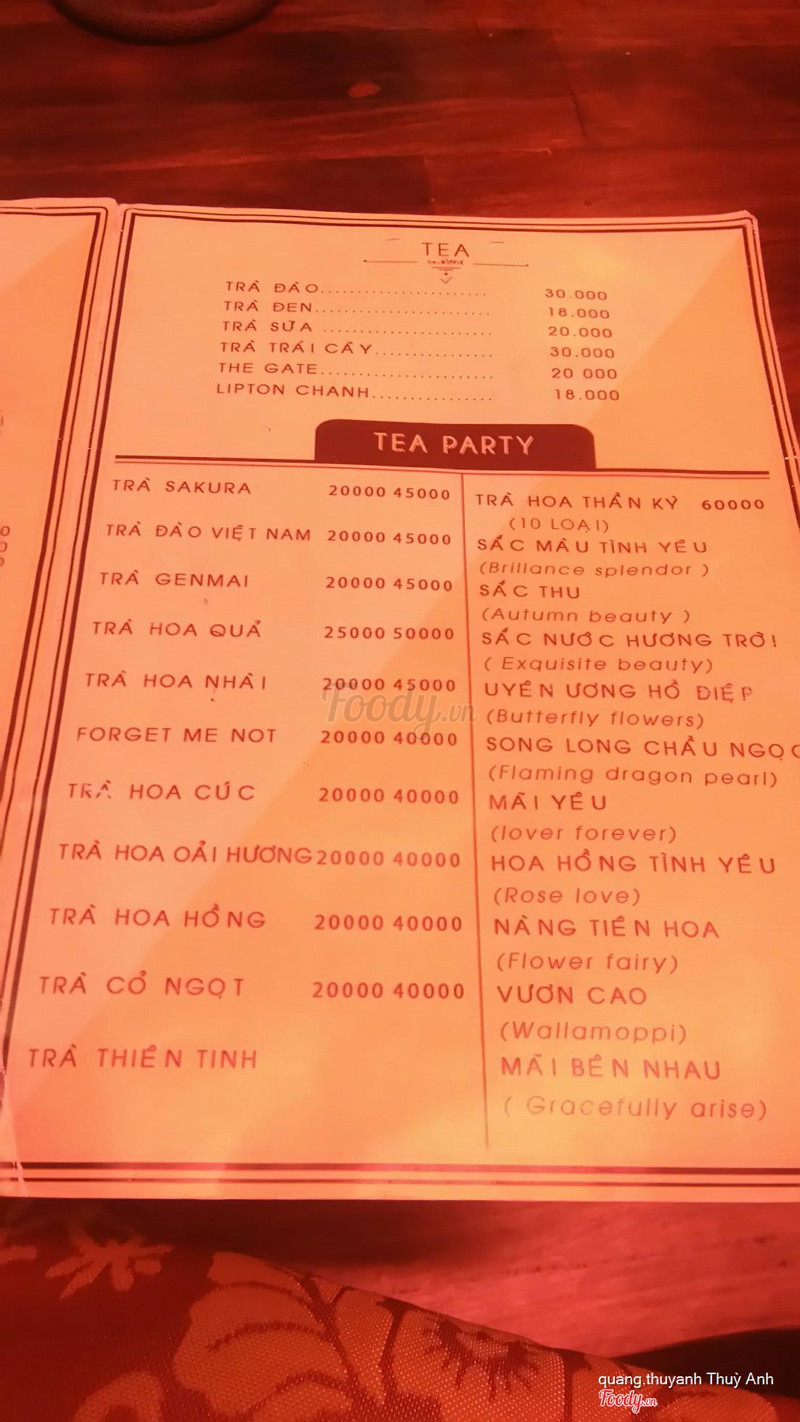 TEA
TRÀ ĐÀO 30.000
TRÀ ĐEN 18.000
TRÀ SỮA 20.000
TRÀ TRÁI CÂY 30.000
THE GATE 20 000
LIPTON CHANH 18.000
TEA PARTY
TRÀ SAKURA 20000 45000
TRÀ ĐÀO VIỆT NAM 20000 45000
TRÀ GENMAI 20000 45000
TRÀ HOA QUẢ 25000 50000
TRÀ HOA NHÀI 20000 45000
FORGET ME NOT 20000 40000
TRÀ HOA CÚC 20000 40000
TRÀ HOA OẢI HƯƠNG 20000 40000
TRÀ HOA HỒNG 20000 40000
TRÀ CỎ NGỌT 20000 40000
TRÀ THIỀN TINH
TRÀ HOA THẦN KỲ 60000
(10 LOẠI)
SẮC MÀU TÌNH YÊU
(Brillance splendor )
SẮC THU
(Autumn beauty )
SẮC NƯỚC HƯƠNG TRỜI
( Exquisite beauty)
UYÊN ƯƠNG HỒ ĐIỆP
(Butterfly flowers)
SONG LONG CHẦU NGỌC
(Flaming dragon pearl)
MÃI YÊU
(lover forever)
HOA HỒNG TÌNH YÊU
(Rose love)
NÀNG TIÊN HOA
(Flower fairy)
VƯƠN CAO
(Wallamoppi)
MÃI BÊN NHAU
( Gracefully arise)
Foody.vn
quang.thuyanh Thuỳ Anh
Foody.vn